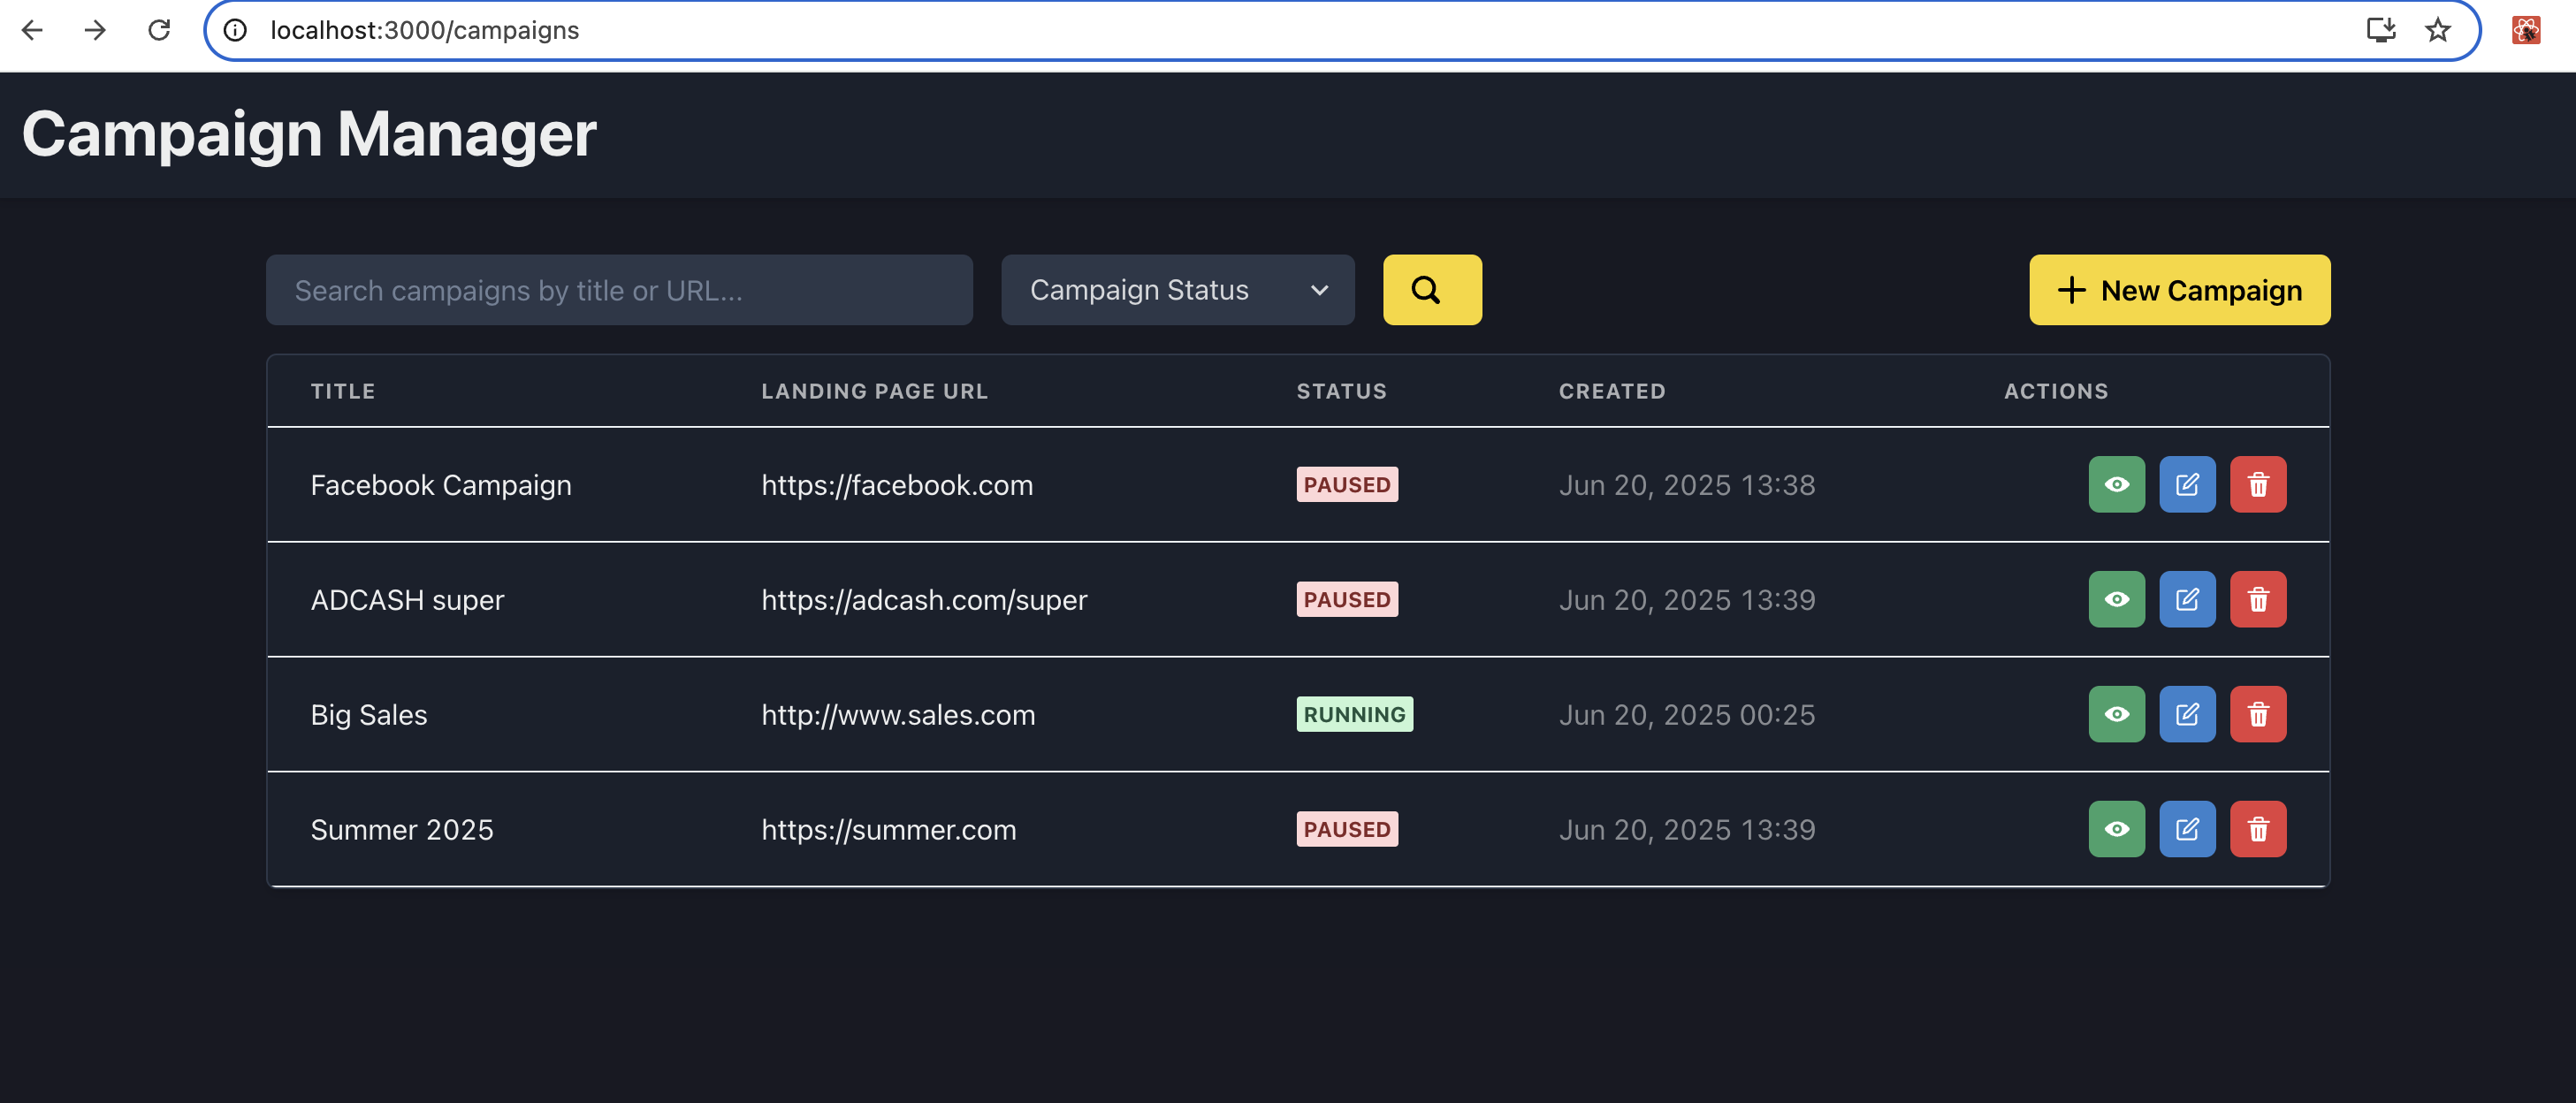 localhost:3000/campaigns
Campaign Manager
Search campaigns by title or URL...
Campaign Status
New Campaign
TITLE LANDING PAGE URL STATUS CREATED ACTIONS
Facebook Campaign https://facebook.com PAUSED Jun 20, 2025 13:38
ADCASH super https://adcash.com/super PAUSED Jun 20, 2025 13:39
Big Sales http://www.sales.com RUNNING Jun 20, 2025 00:25
Summer 2025 https://summer.com PAUSED Jun 20, 2025 13:39